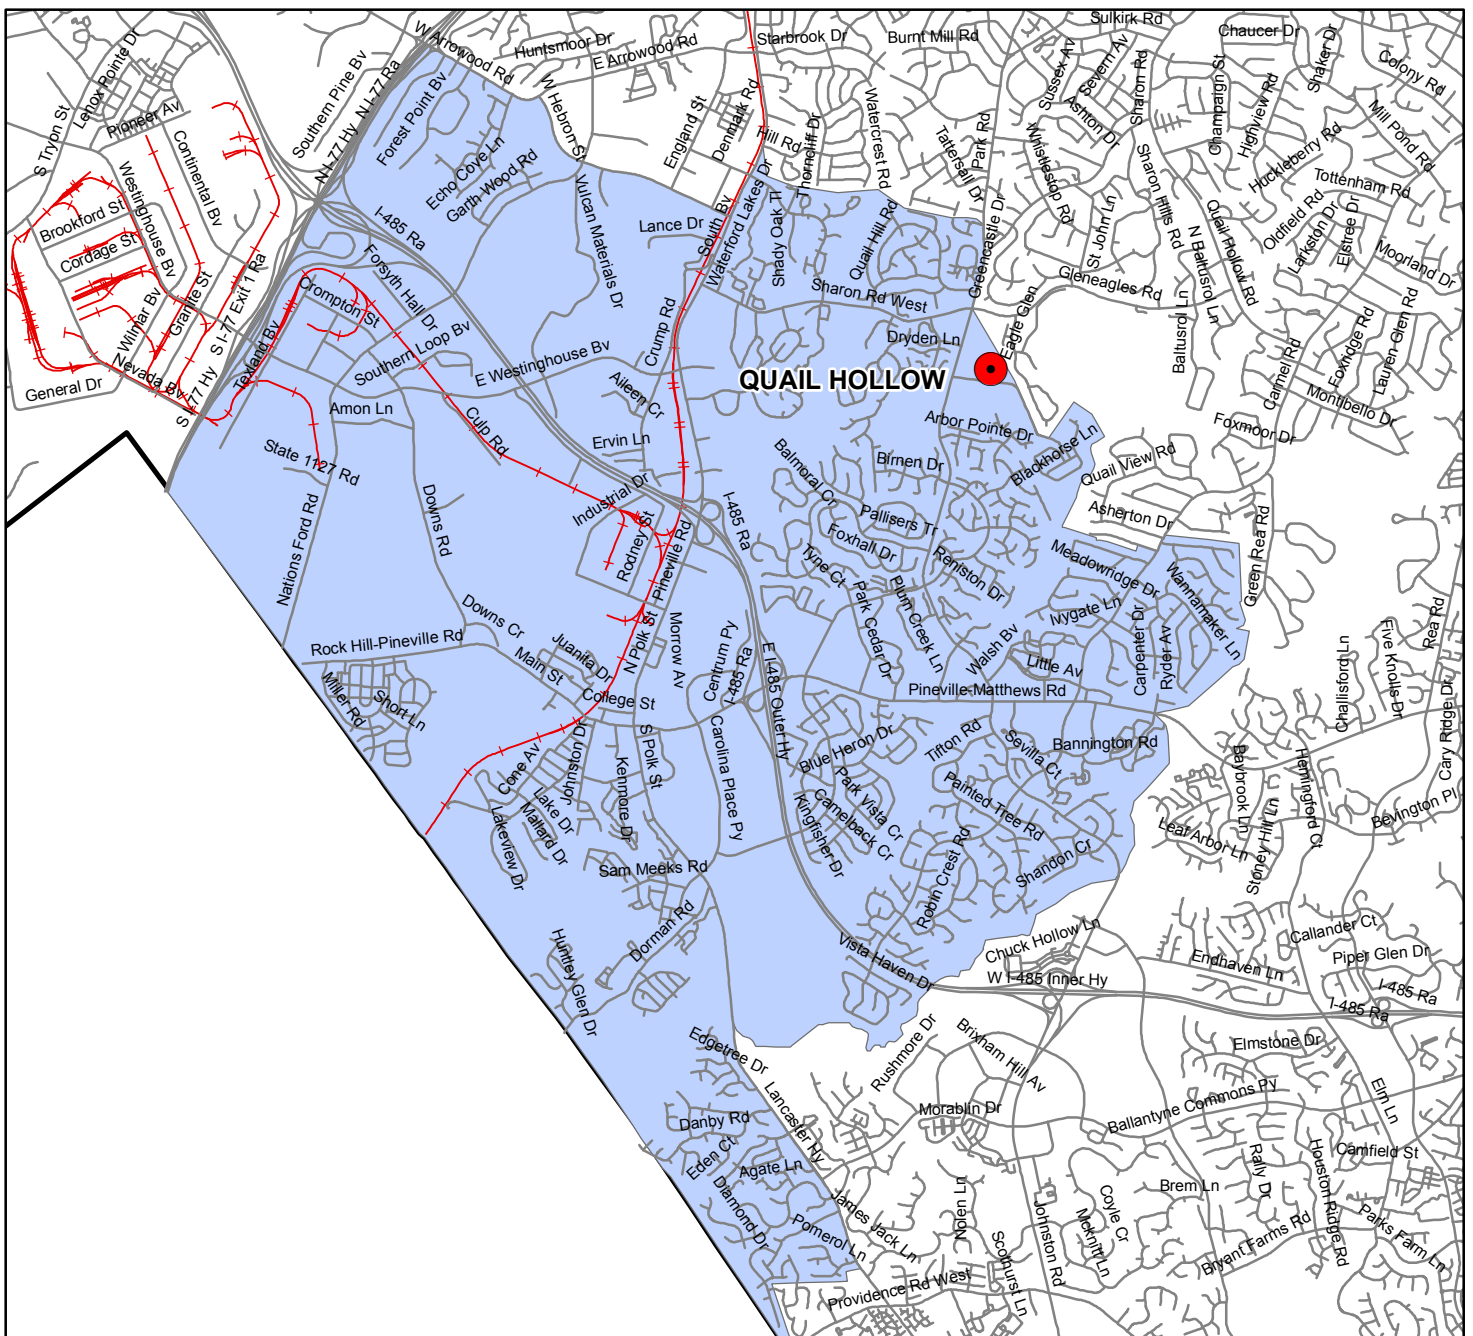 Sulkirk Rd
Chaucer Dr
Shaker Dr
Colony Rd
W Arrowood Rd
Huntsmoor Dr
E Arrowood Rd
Starbrook Dr
Burnt Mill Rd
Sussex Av
Severn Av
Sharon Rd
Champaign St
Highview Rd
Mill Pond Rd
Lenox Pointe Dr
Pioneer Av
S Tryon St
Continental Bv
Southern Pine Bv
N I-77 Hy
N I-77 Ra
Forest Point Bv
W Hebron St
England St
Denmark Rd
Hill Rd
Thorncliff Dr
Watercrest Rd
Tattersall Dr
Park Rd
Ashton Dr
Whistlestop Rd
Huckleberry Rd
Tottenham Rd
Echo Cove Ln
Garth-Wood Rd
Vulcan Materials Dr
Westinghouse Bv
Brookford St
Cordage St
Wilmar Bv
Granite St
S I-77 Exit 1 Ra
I-485 Ra
Lance Dr
South Bv
Waterford Lakes Dr
Shady Oak Tl
Quail Hill Rd
Greencastle Dr
St John Ln
Sharon Hills Rd
N Baltusrol Ln
Quail Hollow Rd
Oldfield Rd
Larkston Dr
Elstree Dr
Moorland Dr
Gleneagles Rd
Forsyth Hall Dr
Crompton St
Southern Loop Bv
E Westinghouse Bv
Crump Rd
Sharon Rd West
Dryden Ln
Eagle Glen
Baltusrol Ln
Carmel Rd
Foxridge Rd
Lauren Glen Rd
Montibello Dr
General Dr
Nevada Bv
S I-77 Hy
Texland Bv
QUAIL HOLLOW
Amon Ln
Culp Rd
Aileen Cr
Ervin Ln
Arbor Pointe Dr
Blackhorse Ln
Foxmoor Dr
State 1127 Rd
Birnen Dr
Quail View Rd
Balmoral Cr
Industrial Dr
Downs Rd
Nations Ford Rd
Rodney St
Pineville Rd
I-485 Ra
Pallisers Tr
Foxhall Dr
Reniston Dr
Asherton Dr
Green Rea Rd
Tyne Ct
Plum Creek Ln
Park Cedar Dr
Meadowridge Dr
Wannamaker Ln
Ivygate Ln
Carpenter Dr
Ryder Av
Walsh Bv
Little Av
Rock Hill-Pineville Rd
Downs Cr
Juanita Dr
Main St
N Polk St
Morrow Av
Centrum Py
I-485 Ra
E I-485 Outer Hy
Pineville-Matthews Rd
Challisford Ln
Five Knolls Dr
Rea Rd
Cary Ridge Dr
Miller Rd
Short Ln
College St
S Polk St
Carolina Place Py
Blue Heron Dr
Tifton Rd
Sevilla Ct
Bannington Rd
Baybrook Ln
Hemingford Ct
Bevington Pl
Cone Av
Johnston Dr
Lake Dr
Mallard Dr
Lakeview Dr
Kenmore Dr
Park Vista Cr
Camelback Cr
Kingfisher Dr
Painted Tree Rd
Robin Crest Rd
Shandon Cr
Leaf Arbor Ln
Stoney Hill Ln
Sam Meeks Rd
Dorman Rd
Huntley Glen Dr
Vista Haven Dr
Chuck Hollow Ln
W I-485 Inner Hy
Endhaven Ln
Callander Ct
Piper Glen Dr
I-485 Ra
I-485 Ra
Edgetree Dr
Lancaster Hy
Rushmore Dr
Brixham Hill Av
Elmstone Dr
Elm Ln
Morablin Dr
Ballantyne Commons Py
Danby Rd
Eden Ct
Agate Ln
Diamond Dr
Pomerol Ln
James Jack Ln
Nolen Ln
Johnston Rd
Coyle Cr
Mcknitt Ln
Brem Ln
Rally Dr
Houston Ridge Rd
Camfield St
Parks Farm Ln
Bryant Farms Rd
Scothurst Ln
Providence Rd West